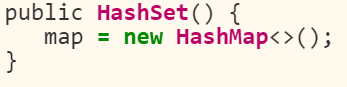 public HashSet() {
   map = new HashMap<>();
}